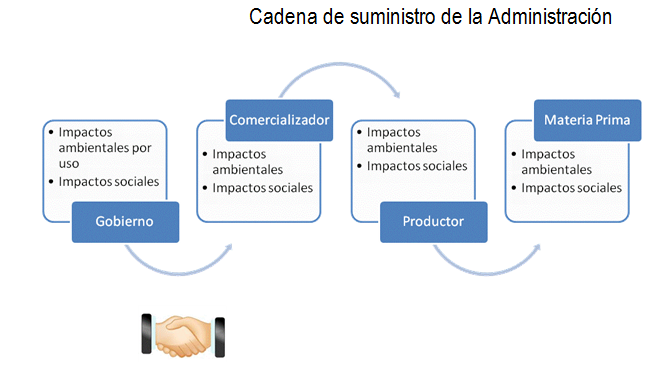 Cadena de suministro de la Administración
• Impactos
ambientales por
uso
• Impactos sociales
Gobierno
Comercializador
• Impactos
ambientales
• Impactos sociales
• Impactos
ambientales
• Impactos sociales
Productor
Materia Prima
• Impactos
ambientales
• Impactos sociales